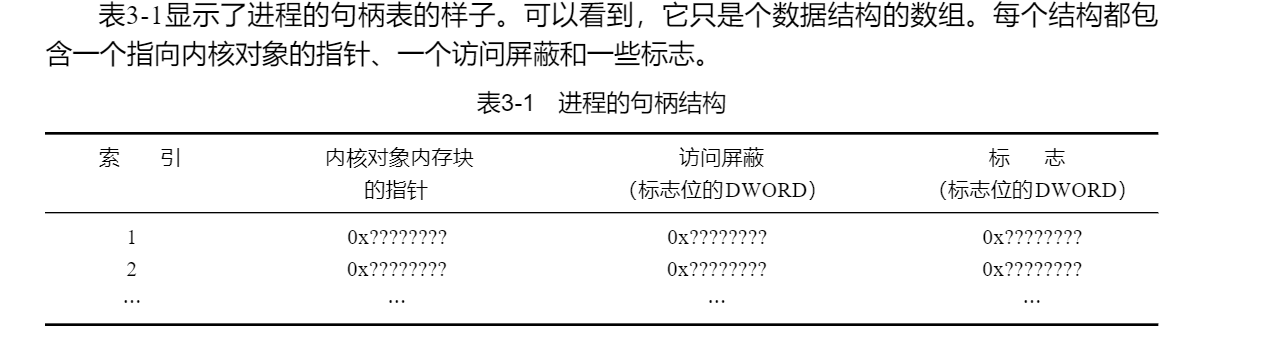 表3-1显示了进程的句柄表的样子。可以看到，它只是个数据结构的数组。每个结构都包
含一个指向内核对象的指针、一个访问屏蔽和一些标志。
表3-1 进程的句柄结构
索 引 内核对象内存块 访问屏蔽 标 志
的指针 （标志位的DWORD） （标志位的DWORD）
1 0x???????? 0x???????? 0x????????
2 0x???????? 0x???????? 0x????????
… … … …